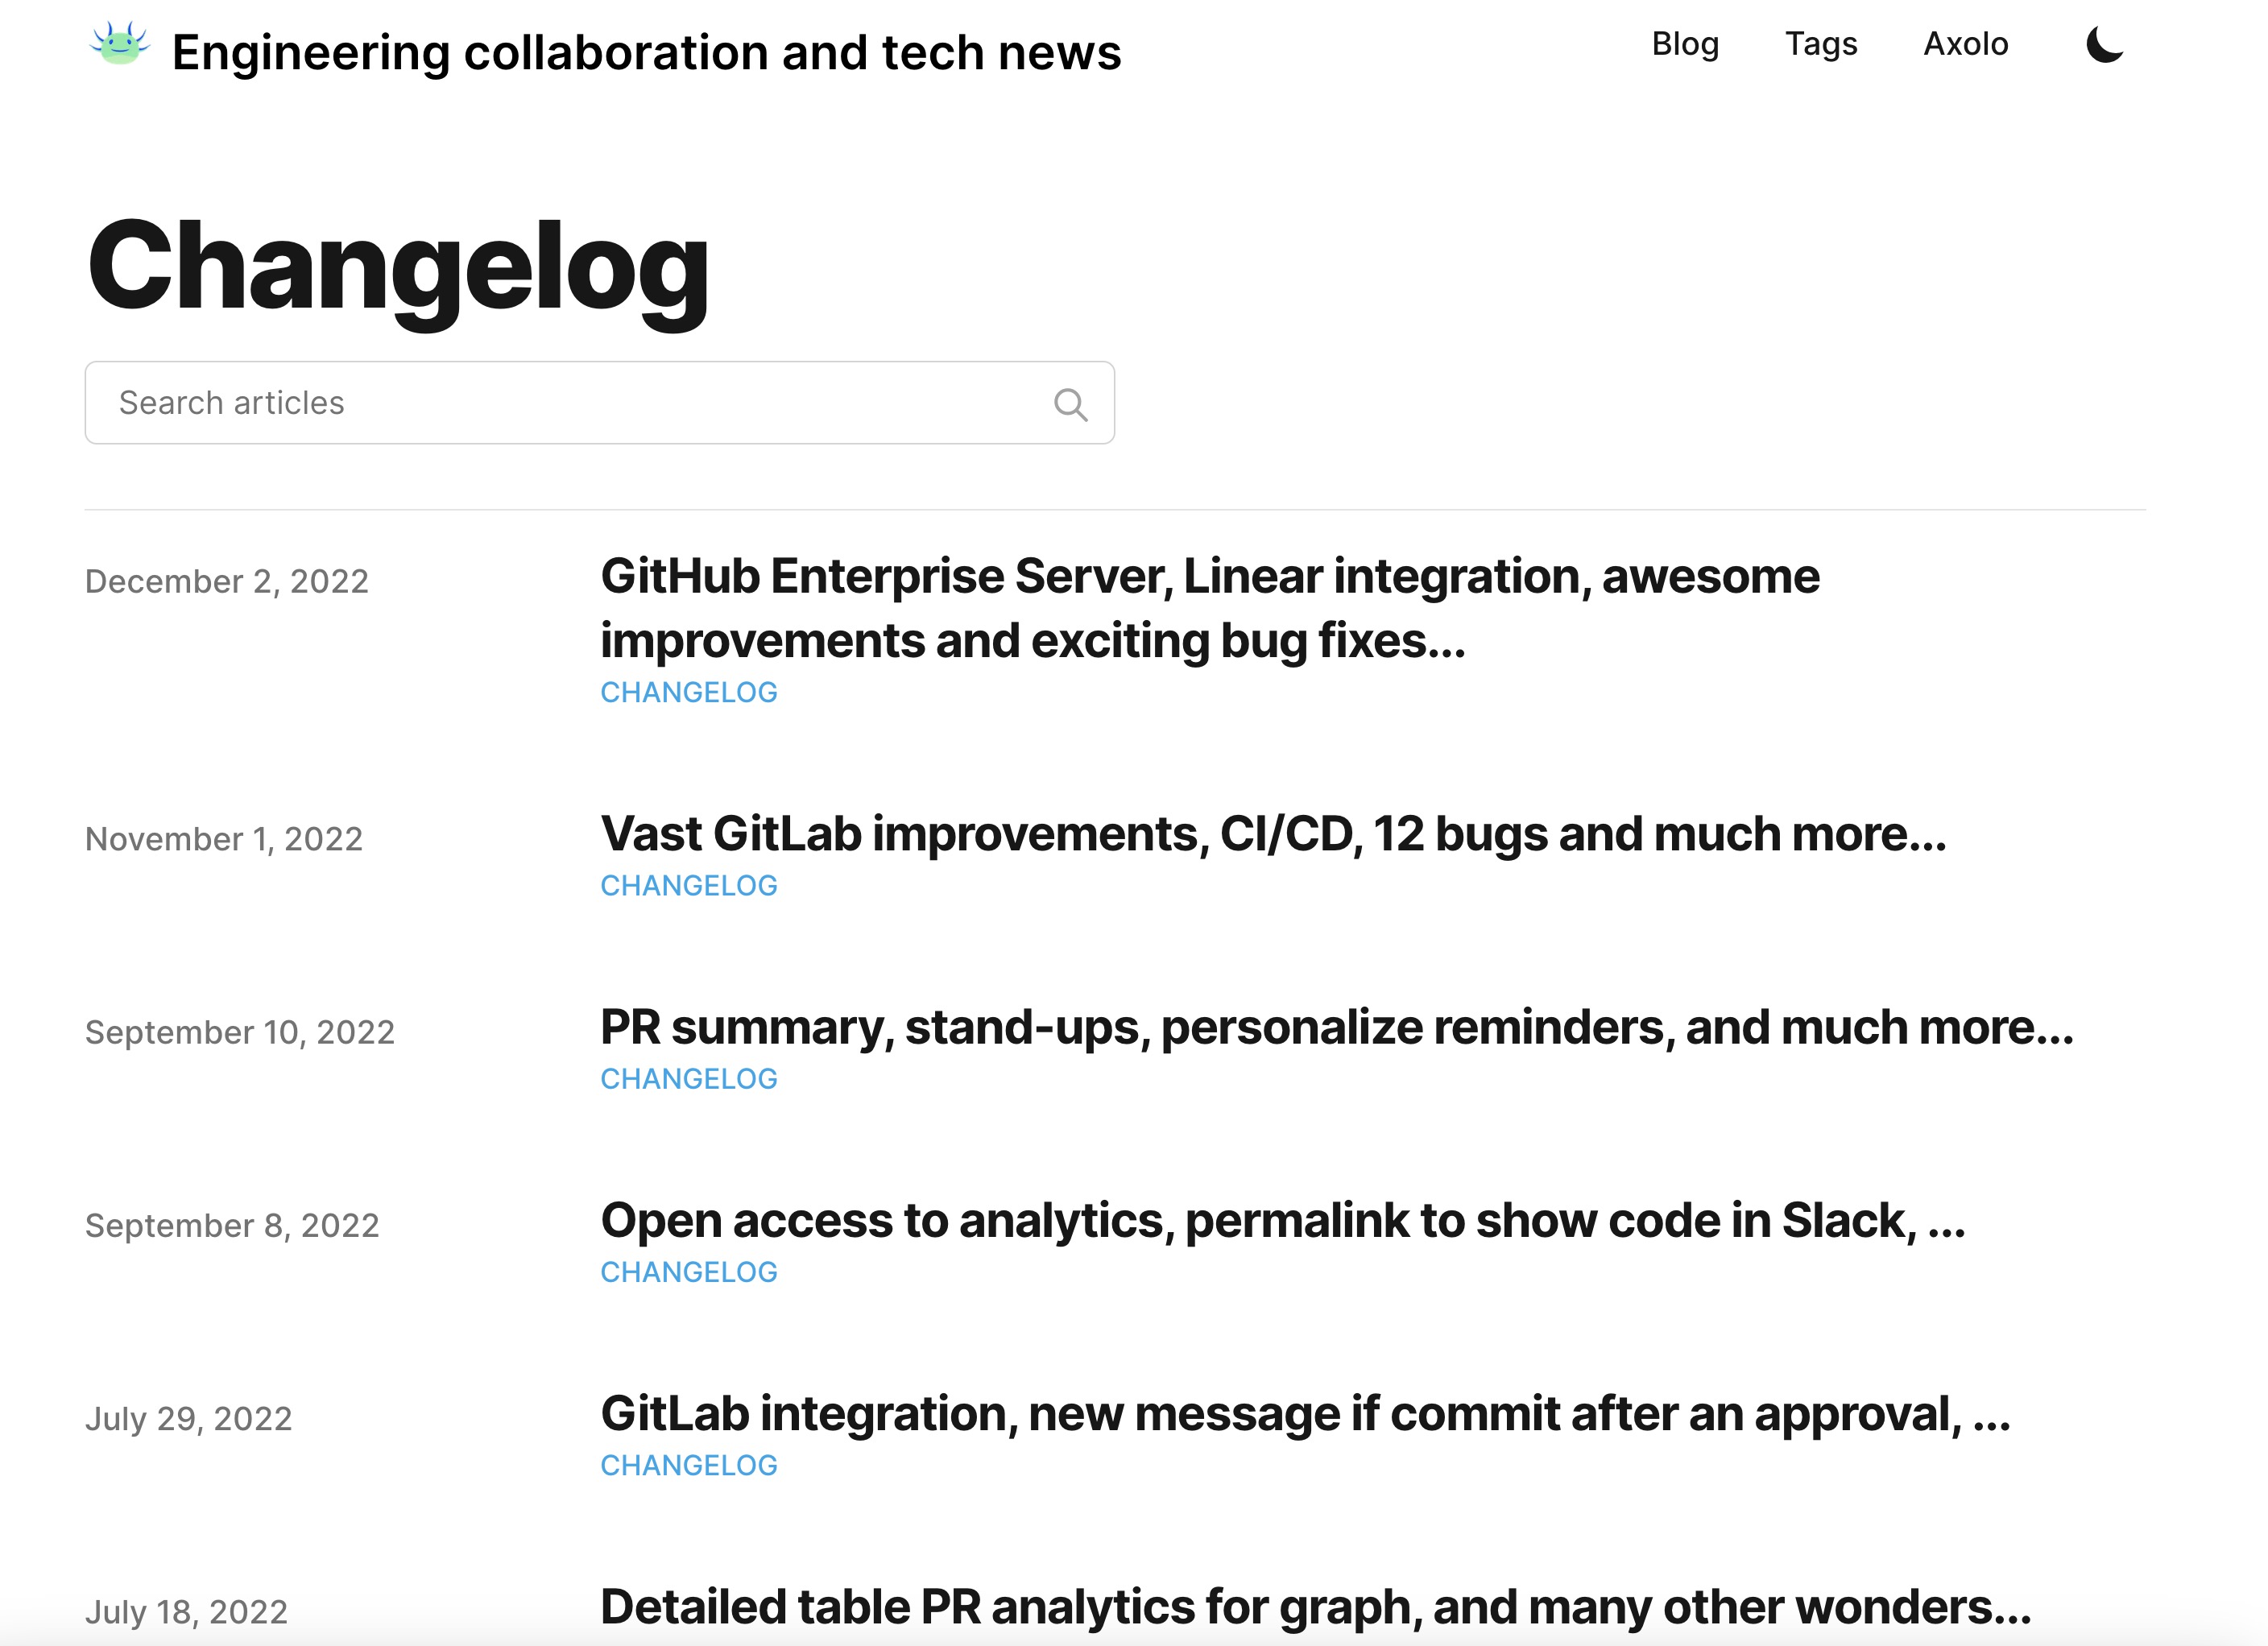 Engineering collaboration and tech news
Blog
Tags
Axolo
Changelog
Search articles
December 2, 2022
GitHub Enterprise Server, Linear integration, awesome
improvements and exciting bug fixes...
CHANGELOG
November 1, 2022
Vast GitLab improvements, CI/CD, 12 bugs and much more...
CHANGELOG
September 10, 2022
PR summary, stand-ups, personalize reminders, and much more...
CHANGELOG
September 8, 2022
Open access to analytics, permalink to show code in Slack, ...
CHANGELOG
July 29, 2022
GitLab integration, new message if commit after an approval, ...
CHANGELOG
July 18, 2022
Detailed table PR analytics for graph, and many other wonders...